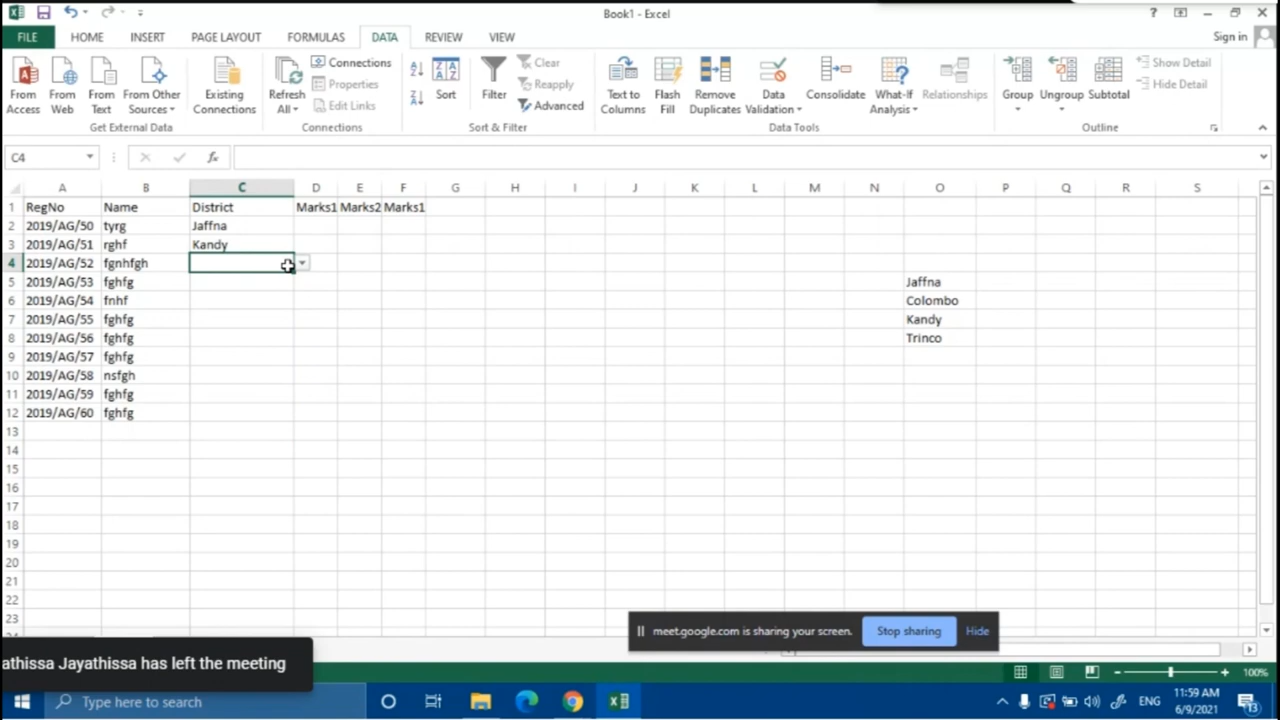 Book1 - Excel
? 
FILE HOME INSERT PAGE LAYOUT FORMULAS DATA REVIEW VIEW Sign in
From Access
From Web
From Text
From Other Sources
Get External Data
Existing Connections
Refresh All
Connections
Properties
Edit Links
Connections
Sort
Filter
Clear
Reapply
Advanced
Sort & Filter
Text to Columns
Flash Fill
Remove Duplicates
Data Validation
Consolidate
What-If Analysis
Relationships
Data Tools
Group
Ungroup
Subtotal
Show Detail
Hide Detail
Outline
C4 fx
A B C D E F G H I J K L M N O P Q R S
1 RegNo Name District Marks1 Marks2 Marks1
2 2019/AG/50 tyrg Jaffna
3 2019/AG/51 rghf Kandy
4 2019/AG/52 fgnhfgh
5 2019/AG/53 fghfg Jaffna
6 2019/AG/54 fnhf Colombo
7 2019/AG/55 fghfg Kandy
8 2019/AG/56 fghfg Trinco
9 2019/AG/57 fghfg
10 2019/AG/58 nsfgh
11 2019/AG/59 fghfg
12 2019/AG/60 fghfg
13
14
15
16
17
18
19
20
21
22
23
meet.google.com is sharing your screen. Stop sharing Hide
athissa Jayathissa has left the meeting
100%
Type here to search
ENG
11:59 AM
6/9/2021
13